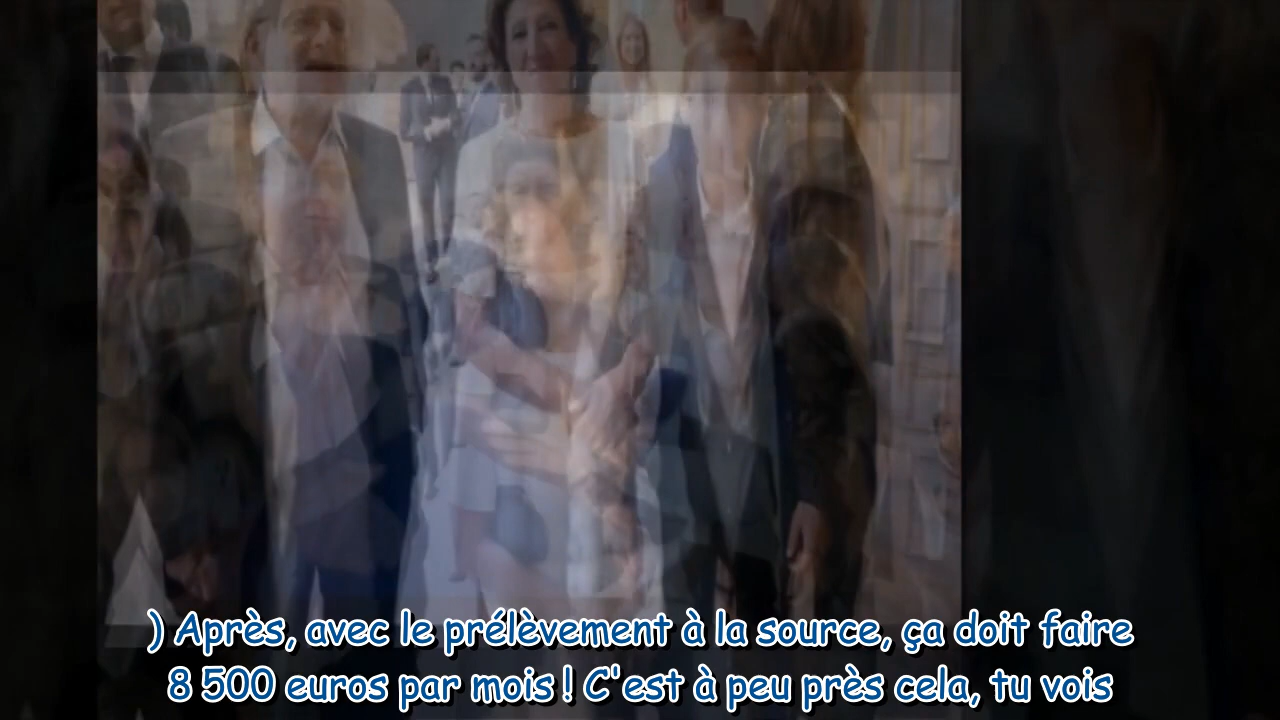 ) Après, avec le prélèvement à la source, ça doit faire
8 500 euros par mois ! C'est à peu près cela, tu vois